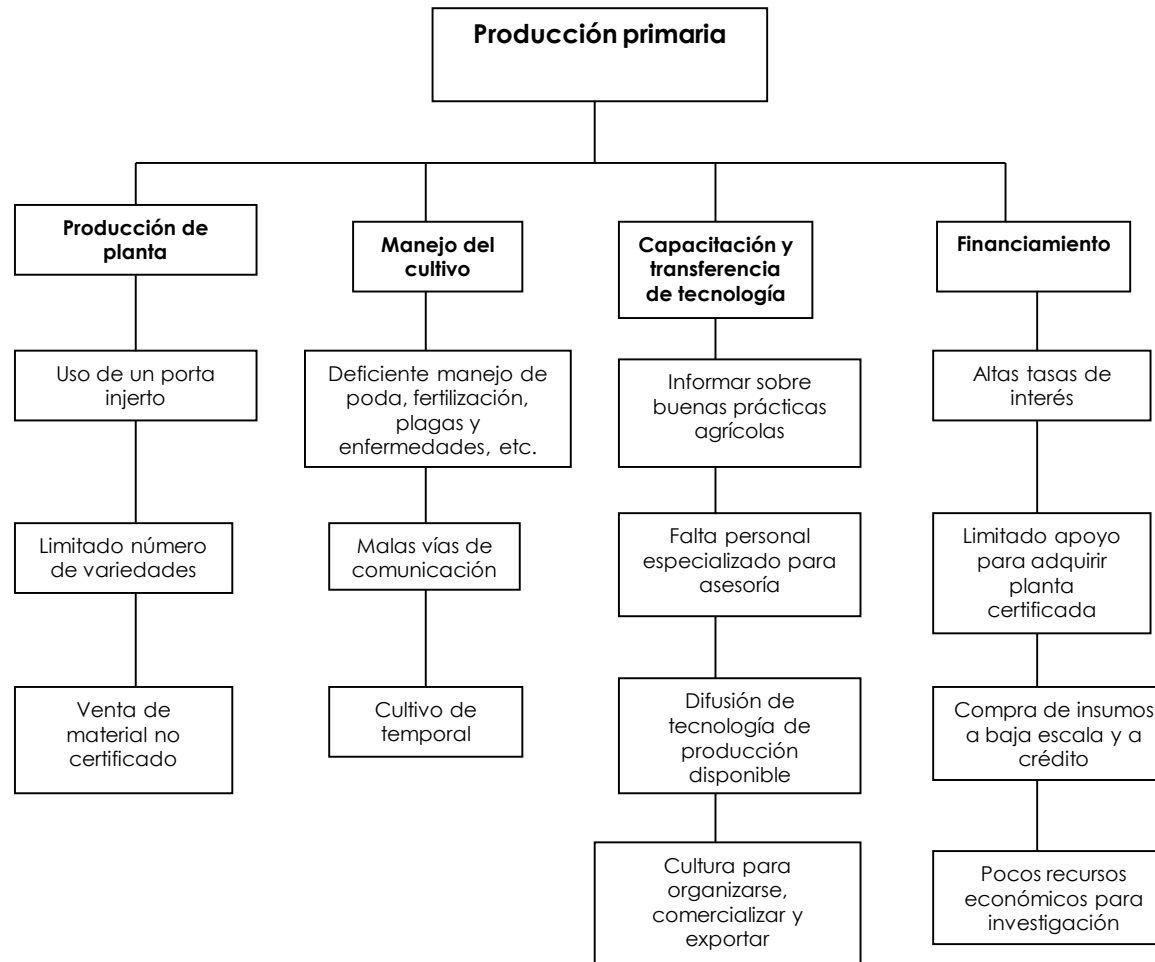 Producción primaria
Producción de
planta
Manejo del
cultivo
Capacitación y
transferencia
de tecnología
Financiamiento
Uso de un porta
injerto
Deficiente manejo de
poda, fertilización,
plagas y
enfermedades, etc.
Informar sobre
buenas prácticas
agrícolas
Altas tasas de
interés
Limitado número
de variedades
Malas vías de
comunicación
Falta personal
especializado para
asesoría
Limitado apoyo
para adquirir
planta
certificada
Venta de
material no
certificado
Cultivo de
temporal
Difusión de
tecnología de
producción
disponible
Compra de insumos
a baja escala y a
crédito
Cultura para
organizarse,
comercializar y
exportar
Pocos recursos
económicos para
investigación